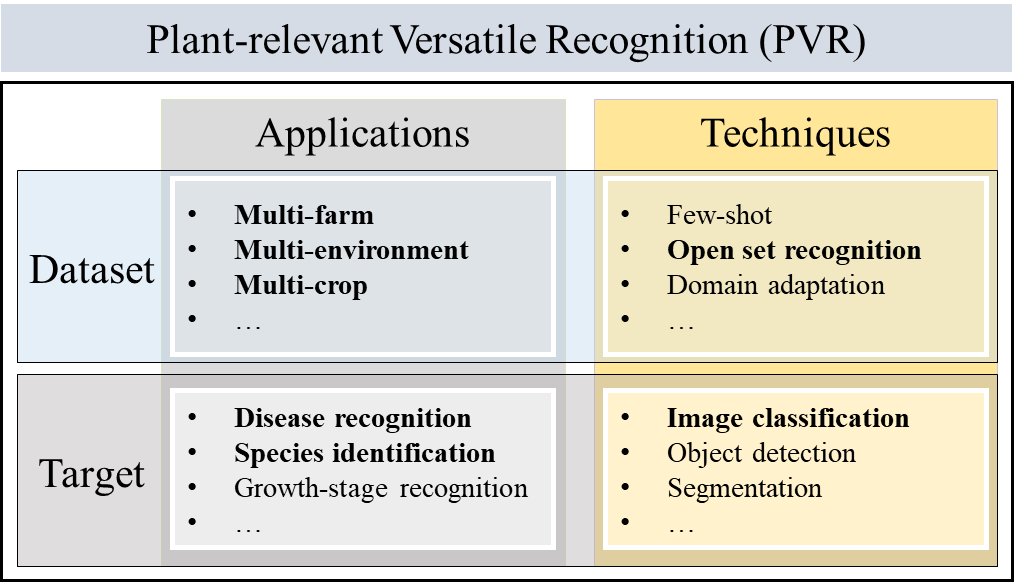 Plant-relevant Versatile Recognition (PVR)
Applications
Techniques
Dataset
• Multi-farm
• Multi-environment
• Multi-crop
• …
• Few-shot
• Open set recognition
• Domain adaptation
• …
Target
• Disease recognition
• Species identification
• Growth-stage recognition
• …
• Image classification
• Object detection
• Segmentation
• …